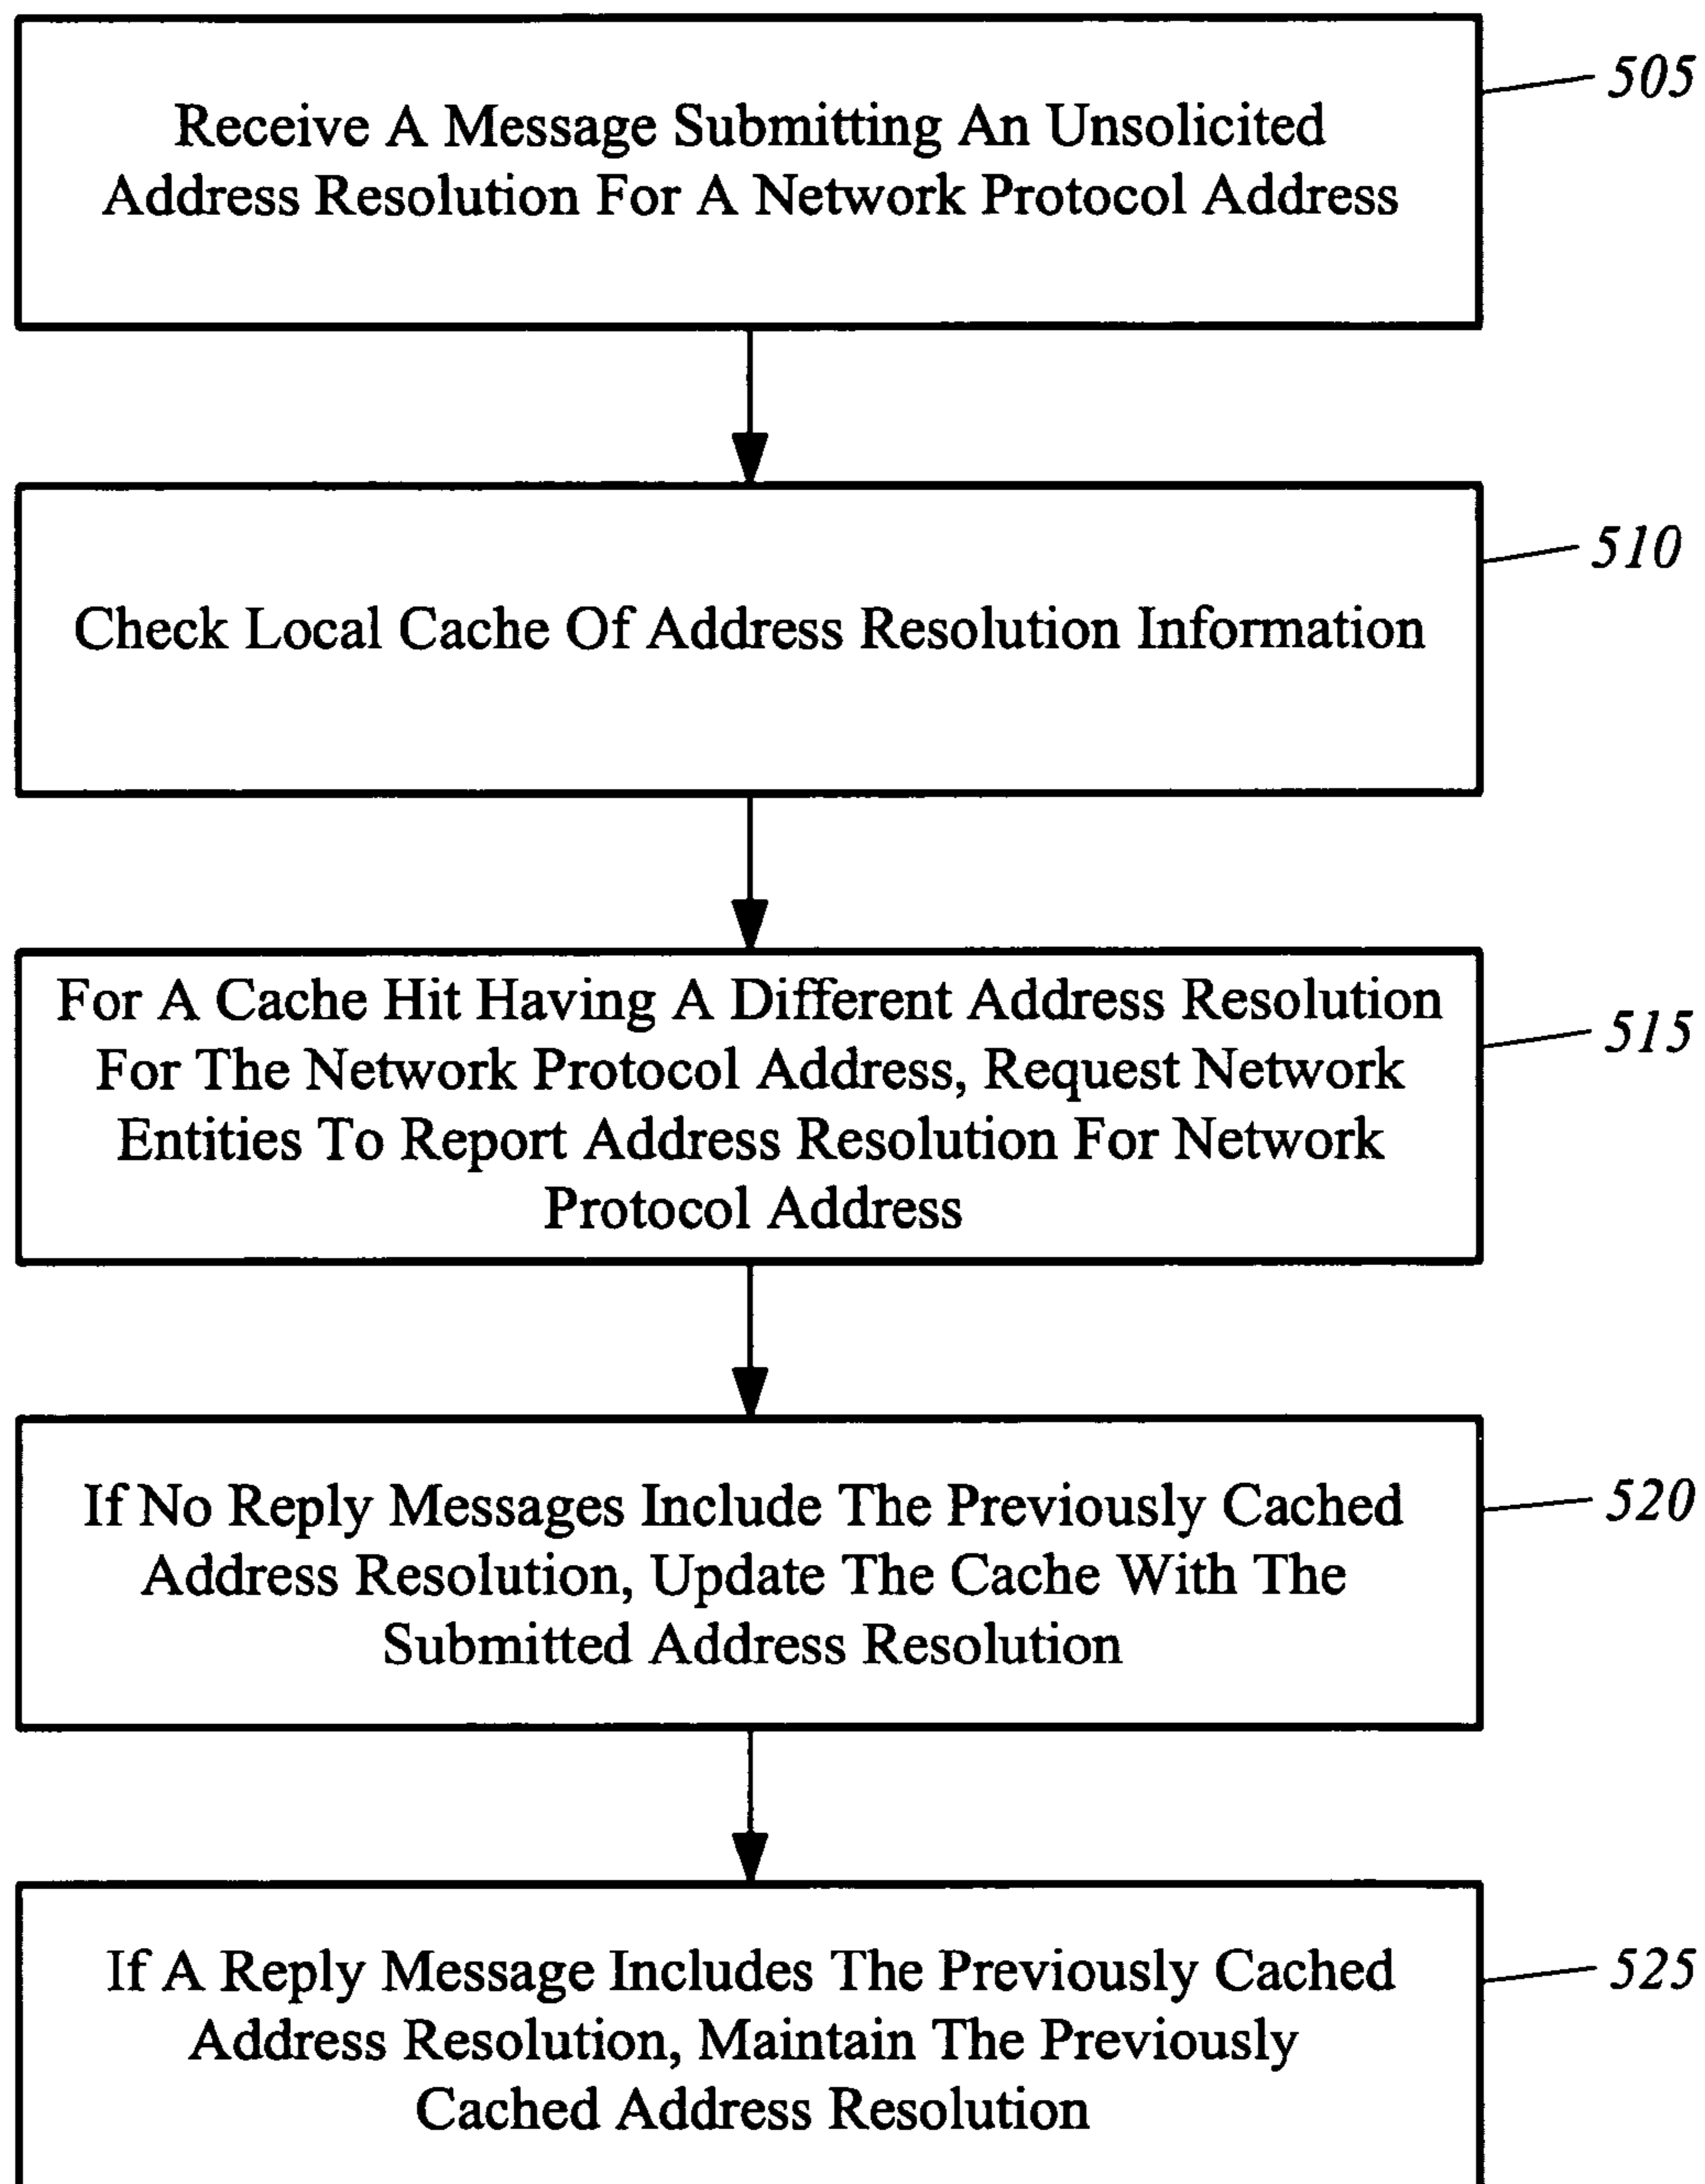 505
Receive A Message Submitting An Unsolicited
Address Resolution For A Network Protocol Address
510
Check Local Cache Of Address Resolution Information
For A Cache Hit Having A Different Address Resolution
515
For The Network Protocol Address, Request Network
Entities To Report Address Resolution For Network
Protocol Address
If No Reply Messages Include The Previously Cached
520
Address Resolution, Update The Cache With The
Submitted Address Resolution
If A Reply Message Includes The Previously Cached
525
Address Resolution, Maintain The Previously
Cached Address Resolution